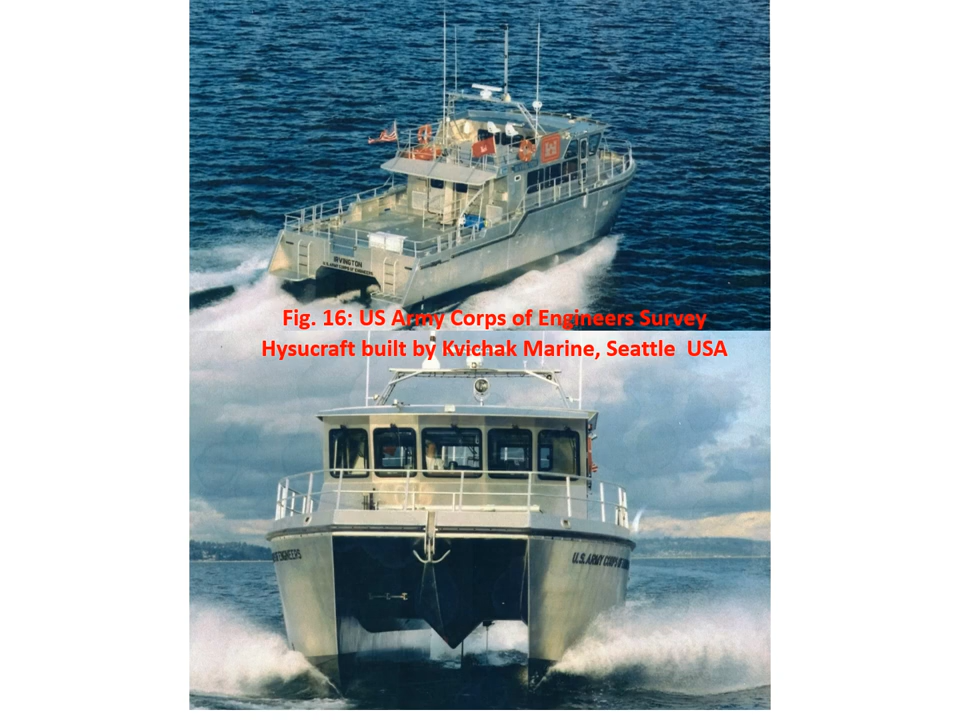 IRVINGTON
U.S. ARMY CORPS OF ENGINEERS
Fig. 16: US Army Corps of Engineers Survey
Hysucraft built by Kvichak Marine, Seattle USA
ENGINEERS
U.S. ARMY CORPS OF